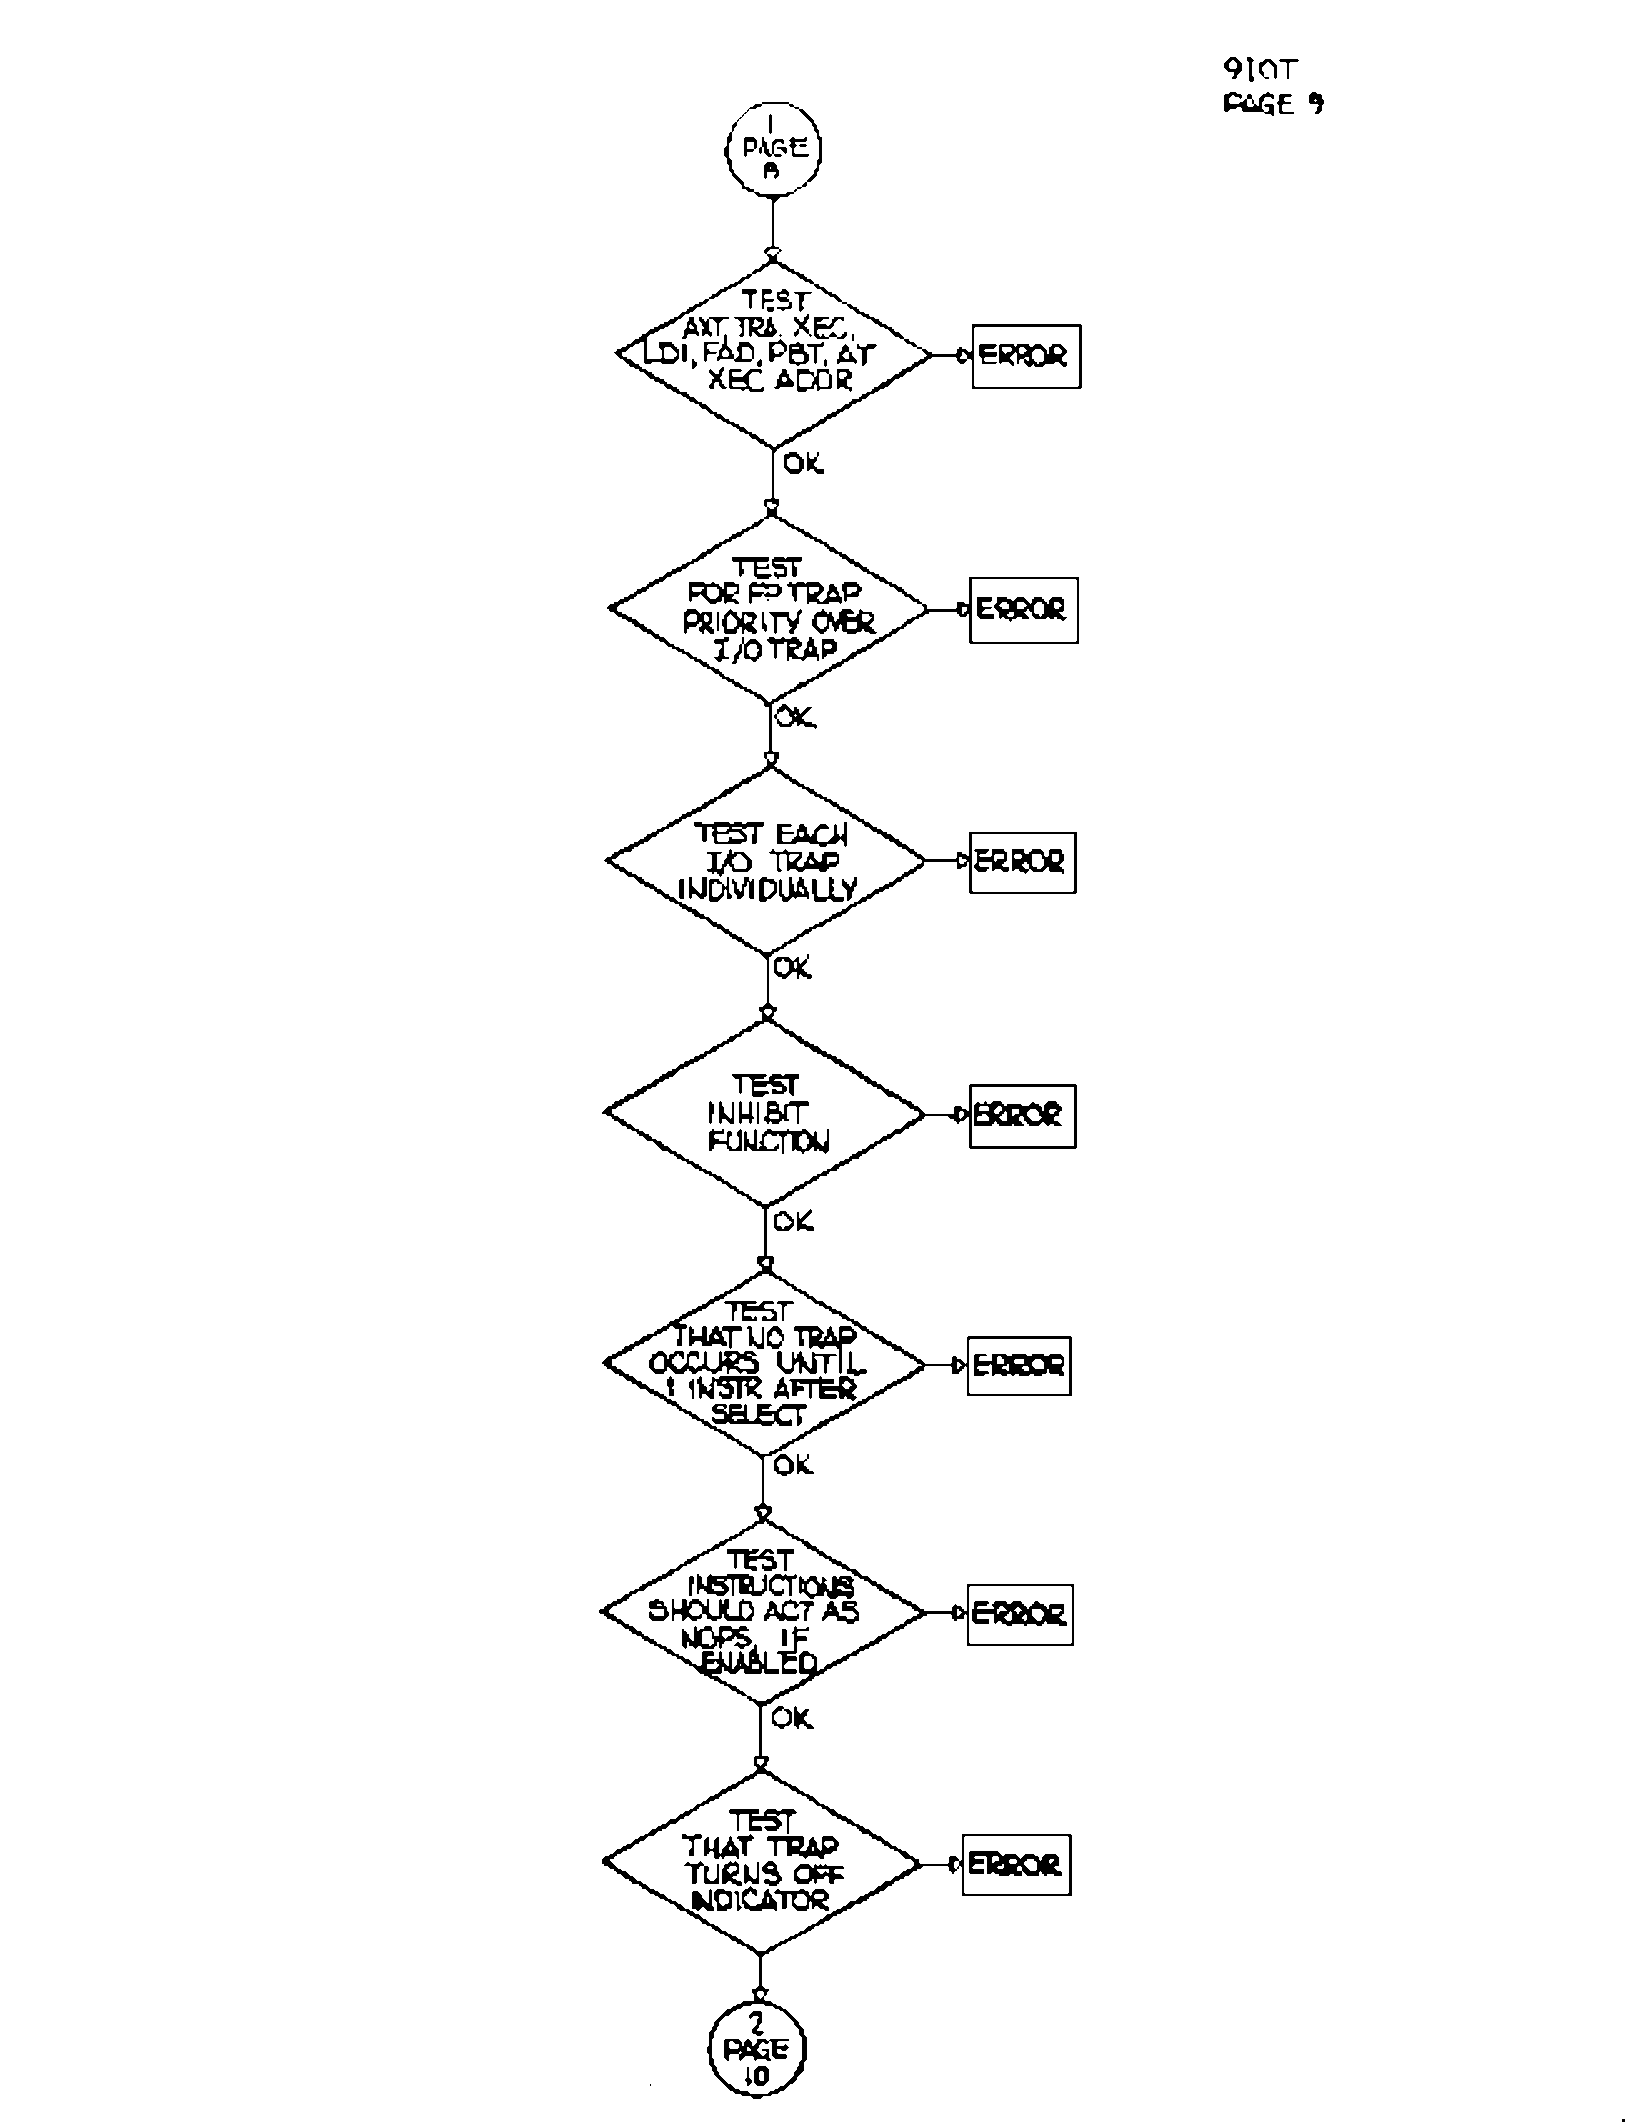 9IOT
PAGE 9
1
PAGE
8
TEST
AXT, TRA, XEC,
LDI, FAD, PBT, AT
XEC ADDR
ERROR
OK
TEST
FOR FP TRAP
PRIORITY OVER
I/O TRAP
ERROR
OK
TEST EACH
I/O TRAP
INDIVIDUALLY
ERROR
OK
TEST
INHIBIT
FUNCTION
ERROR
OK
TEST
THAT NO TRAP
OCCURS UNTIL
1 INSTR AFTER
SELECT
ERROR
OK
TEST
INSTRUCTIONS
SHOULD ACT AS
NOPS, IF
ENABLED
ERROR
OK
TEST
THAT TRAP
TURNS OFF
INDICATOR
ERROR
2
PAGE
10